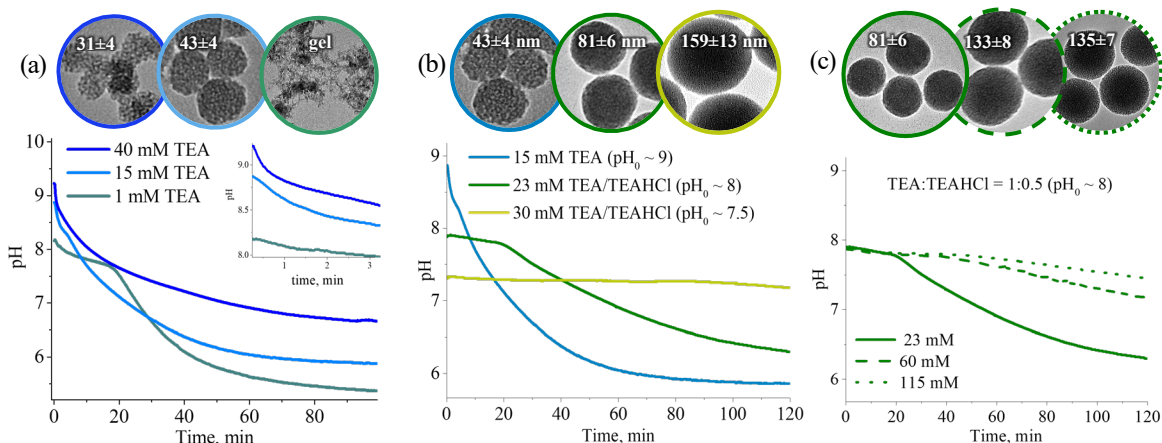 (a)
31±4
43±4
gel
10
9
8
7
6
5
pH
0
20
40
60
80
Time, min
40 mM TEA
15 mM TEA
1 mM TEA
9.0
8.5
8.0
pH
1
2
3
time, min
(b)
43±4 nm
81±6 nm
159±13 nm
9
8
7
6
pH
0
20
40
60
80
100
120
Time, min
15 mM TEA (pH₀ ~ 9)
23 mM TEA/TEAHCl (pH₀ ~ 8)
30 mM TEA/TEAHCl (pH₀ ~ 7.5)
(c)
81±6
133±8
135±7
9
8
7
6
pH
0
20
40
60
80
100
120
Time, min
TEA:TEAHCl = 1:0.5 (pH₀ ~ 8)
23 mM
60 mM
115 mM